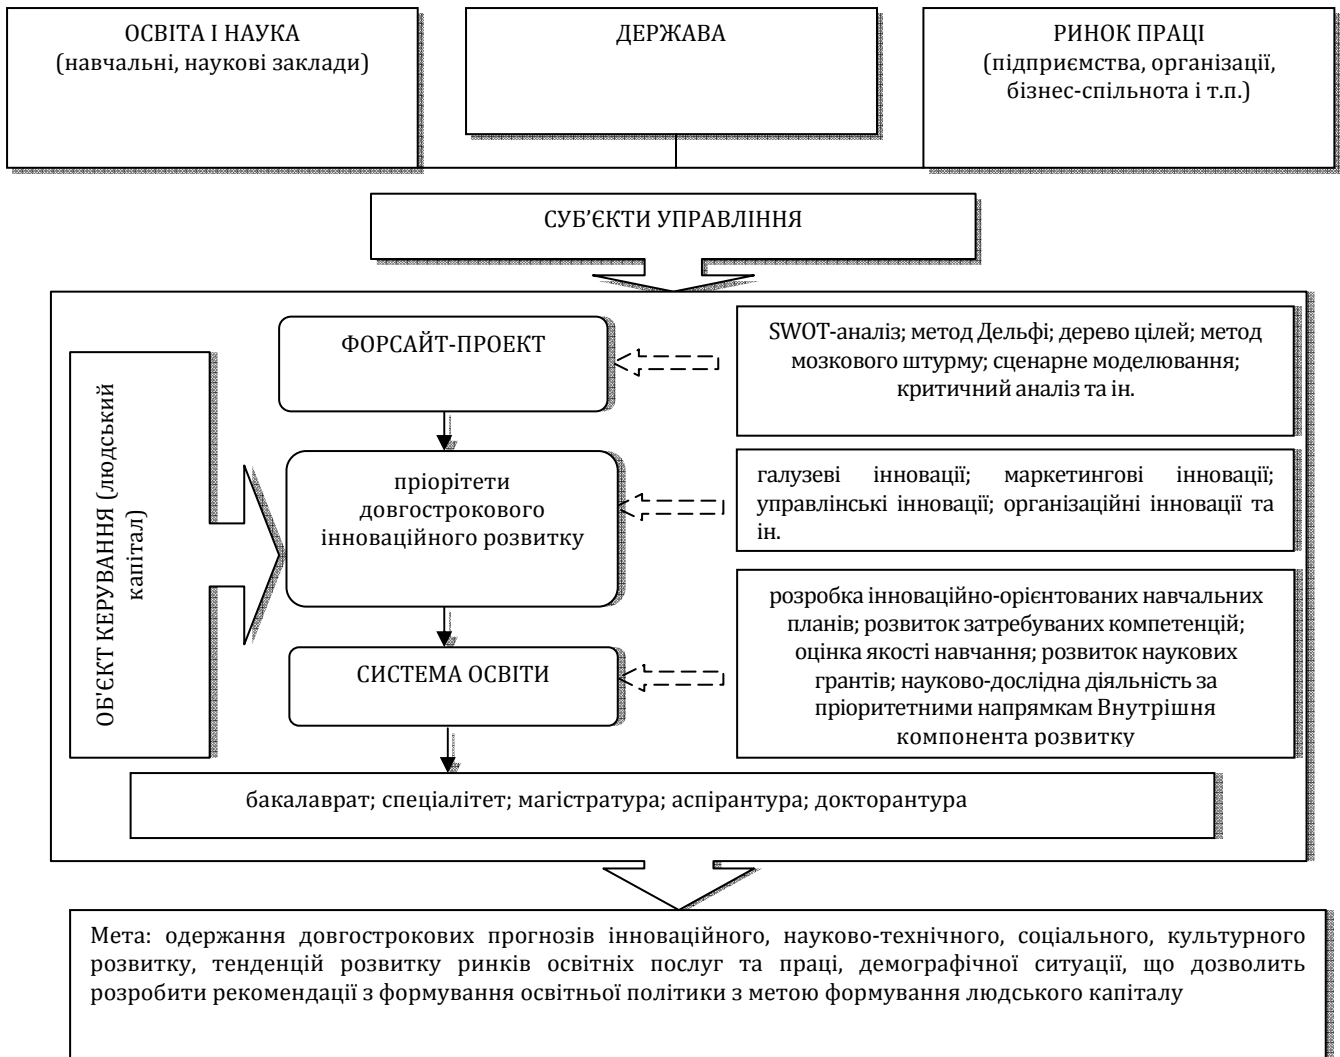 ОСВІТА І НАУКА
(навчальні, наукові заклади)
ДЕРЖАВА
РИНОК ПРАЦІ
(підприємства, організації,
бізнес-спільнота і т.п.)
СУБ’ЄКТИ УПРАВЛІННЯ
ФОРСАЙТ-ПРОЕКТ
SWOT-аналіз; метод Дельфі; дерево цілей; метод
мозкового штурму; сценарне моделювання;
критичний аналіз та ін.
ОБ'ЄКТ КЕРУВАННЯ (людський
капітал)
пріорітети
довгострокового
інноваційного розвитку
галузеві інновації; маркетингові інновації;
управлінські інновації; організаційні інновації та
ін.
СИСТЕМА ОСВІТИ
розробка інноваційно-орієнтованих навчальних
планів; розвиток затребуваних компетенцій;
оцінка якості навчання; розвиток наукових
грантів; науково-дослідна діяльність за
пріоритетними напрямкам Внутрішня
компонента розвитку
бакалаврат; спеціалітет; магістратура; аспірантура; докторантура
Мета: одержання довгострокових прогнозів інноваційного, науково-технічного, соціального, культурного
розвитку, тенденцій розвитку ринків освітніх послуг та праці, демографічної ситуації, що дозволить
розробити рекомендації з формування освітньої політики з метою формування людського капіталу